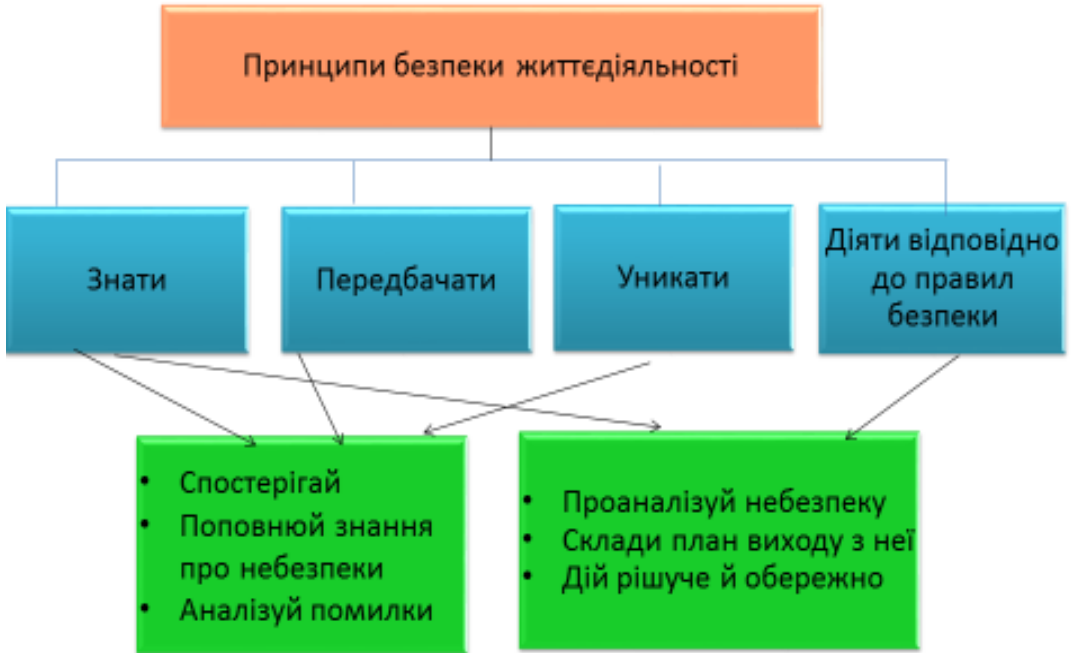 Принципи безпеки життєдіяльності
Знати
Передбачати
Уникати
Діяти відповідно
до правил
безпеки
• Спостерігай
• Поповнюй знання
про небезпеки
• Аналізуй помилки
• Проаналізуй небезпеку
• Склади план виходу з неї
• Дій рішуче й обережно